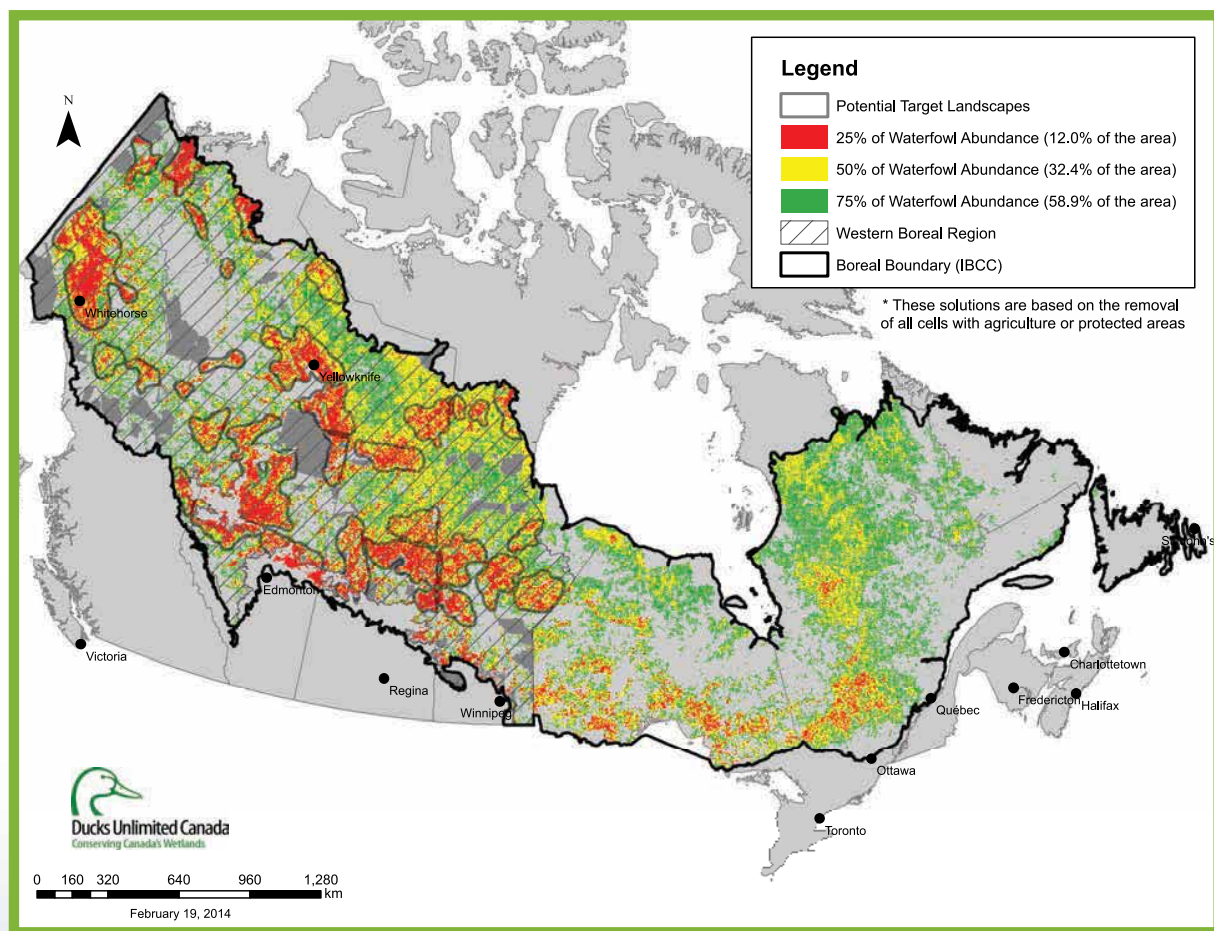 Legend
Potential Target Landscapes
25% of Waterfowl Abundance (12.0% of the area)
50% of Waterfowl Abundance (32.4% of the area)
75% of Waterfowl Abundance (58.9% of the area)
Western Boreal Region
Boreal Boundary (IBCC)
* These solutions are based on the removal
of all cells with agriculture or protected areas
N
Whitehorse
Yellowknife
St. John's
Edmonton
Victoria
Regina
Winnipeg
Charlottetown
Québec
Fredericton
Halifax
Ottawa
Toronto
Ducks Unlimited Canada
Conserving Canada's Wetlands
0 160 320 640 960 1,280
km
February 19, 2014